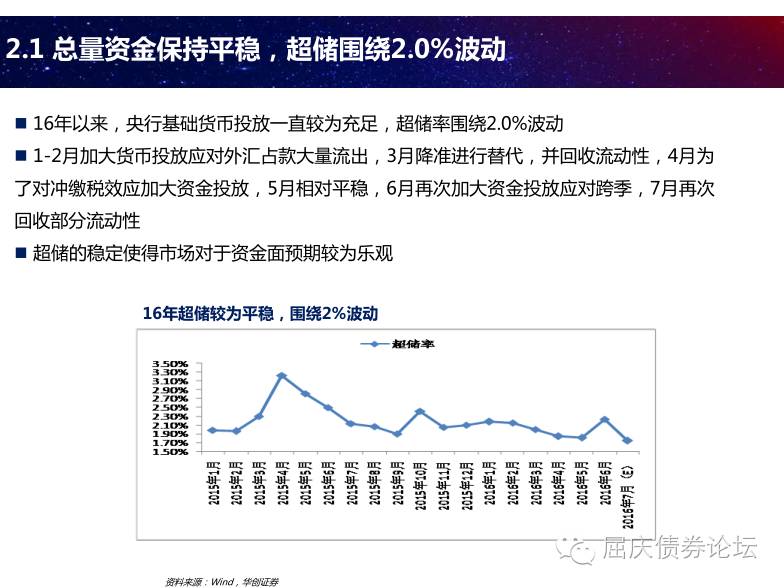 2.1 总量资金保持平稳，超储围绕2.0%波动
■ 16年以来，央行基础货币投放一直较为充足，超储率围绕2.0%波动
■ 1-2月加大货币投放应对外汇占款大量流出，3月降准进行替代，并回收流动性，4月为
了对冲缴税效应加大资金投放，5月相对平稳，6月再次加大资金投放应对跨季，7月再次
回收部分流动性
■ 超储的稳定使得市场对于资金面预期较为乐观
16年超储较为平稳，围绕2%波动
超储率
3.50%
3.30%
3.10%
2.90%
2.70%
2.50%
2.30%
2.10%
1.90%
1.70%
1.50%
2015年1月
2015年2月
2015年3月
2015年4月
2015年5月
2015年6月
2015年7月
2015年8月
2015年9月
2015年10月
2015年11月
2015年12月
2016年1月
2016年2月
2016年3月
2016年4月
2016年5月
2016年6月
2016年7月（E）
屈庆债券论坛
资料来源：Wind，华创证券